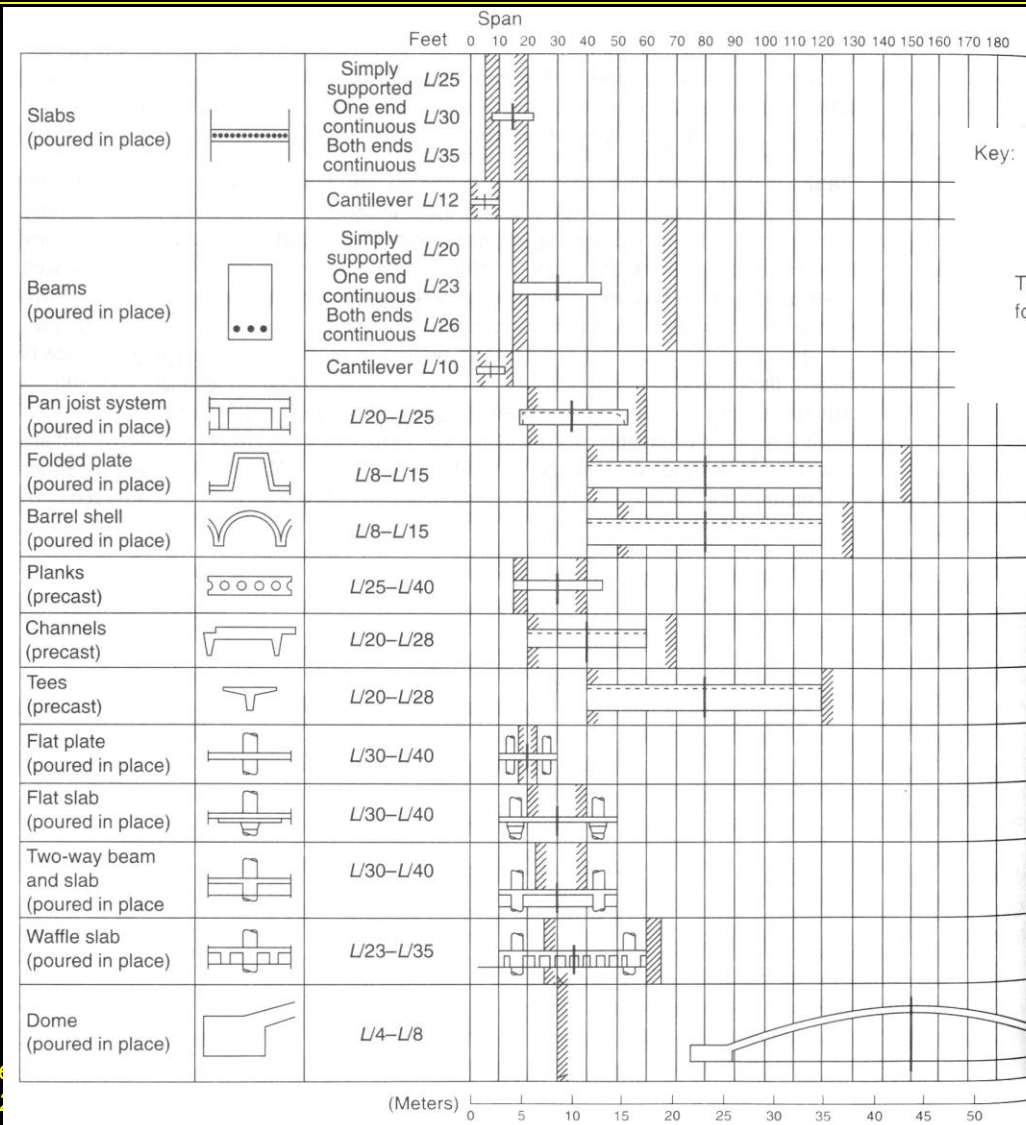 Span
Feet 0 10 20 30 40 50 60 70 80 90 100 110 120 130 140 150 160 170 180
Slabs
(poured in place)
Simply
supported L/25
One end
continuous L/30
Both ends
continuous L/35
Cantilever L/12
Key:
Beams
(poured in place)
Simply
supported L/20
One end
continuous L/23
Both ends
continuous L/26
Cantilever L/10
T
fo
Pan joist system
(poured in place)
L/20–L/25
Folded plate
(poured in place)
L/8–L/15
Barrel shell
(poured in place)
L/8–L/15
Planks
(precast)
L/25–L/40
Channels
(precast)
L/20–L/28
Tees
(precast)
L/20–L/28
Flat plate
(poured in place)
L/30–L/40
Flat slab
(poured in place)
L/30–L/40
Two-way beam
and slab
(poured in place
L/30–L/40
Waffle slab
(poured in place)
L/23–L/35
Dome
(poured in place)
L/4–L/8
(Meters) 0 5 10 15 20 25 30 35 40 45 50